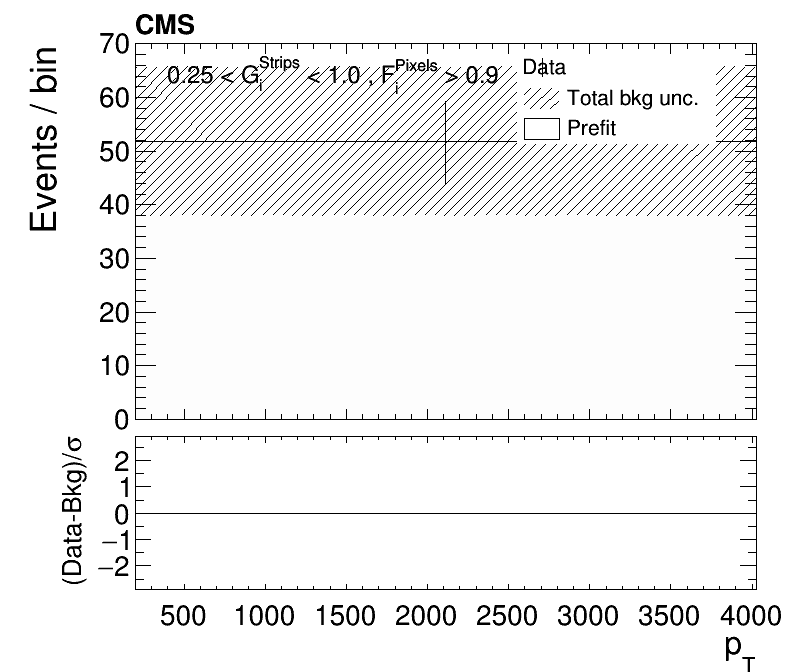 CMS
Events / bin
70
60
50
40
30
20
10
0
0.25 < G_i^Strips < 1.0 , F_i^Pixels > 0.9
Data
Total bkg unc.
Prefit
(Data-Bkg)/σ
2
1
0
−1
−2
500 1000 1500 2000 2500 3000 3500 4000
p_T